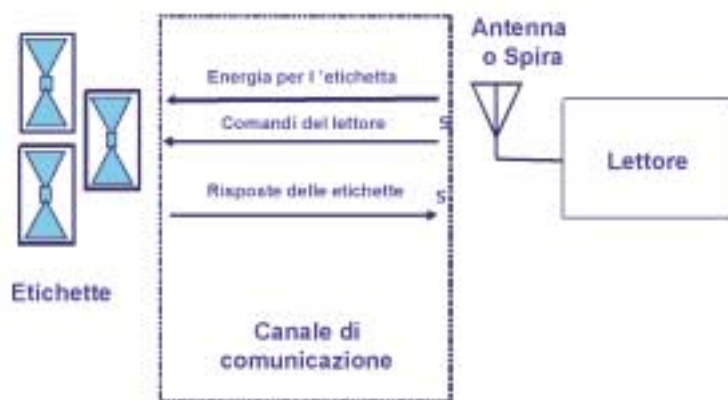 Antenna
o Spira
Energia per l 'etichetta
Comandi del lettore
S
Lettore
Risposte delle etichette
S
Etichette
Canale di
comunicazione